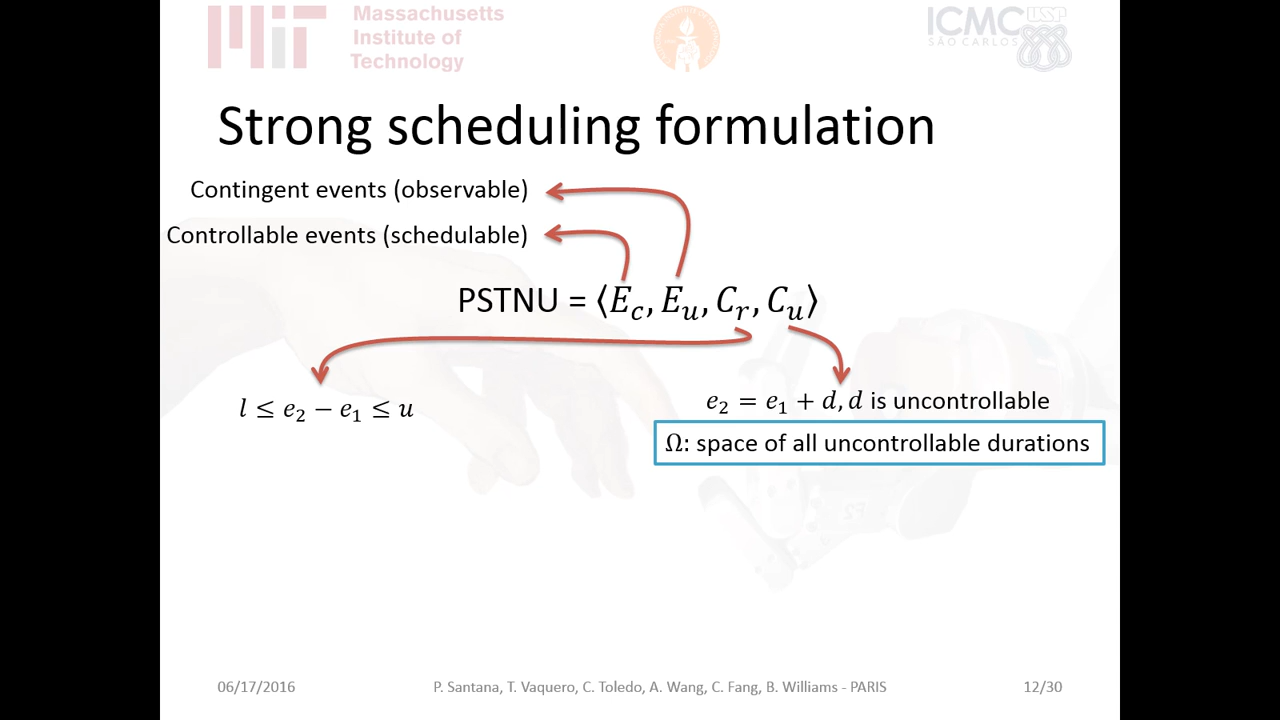 Massachusetts
Institute of
Technology
MIT
ICMC USP
SÃO CARLOS
Strong scheduling formulation
Contingent events (observable)
Controllable events (schedulable)
PSTNU = ⟨E_c, E_u, C_r, C_u⟩
l ≤ e_2 − e_1 ≤ u
e_2 = e_1 + d, d is uncontrollable
Ω: space of all uncontrollable durations
06/17/2016
P. Santana, T. Vaquero, C. Toledo, A. Wang, C. Fang, B. Williams - PARIS
12/30